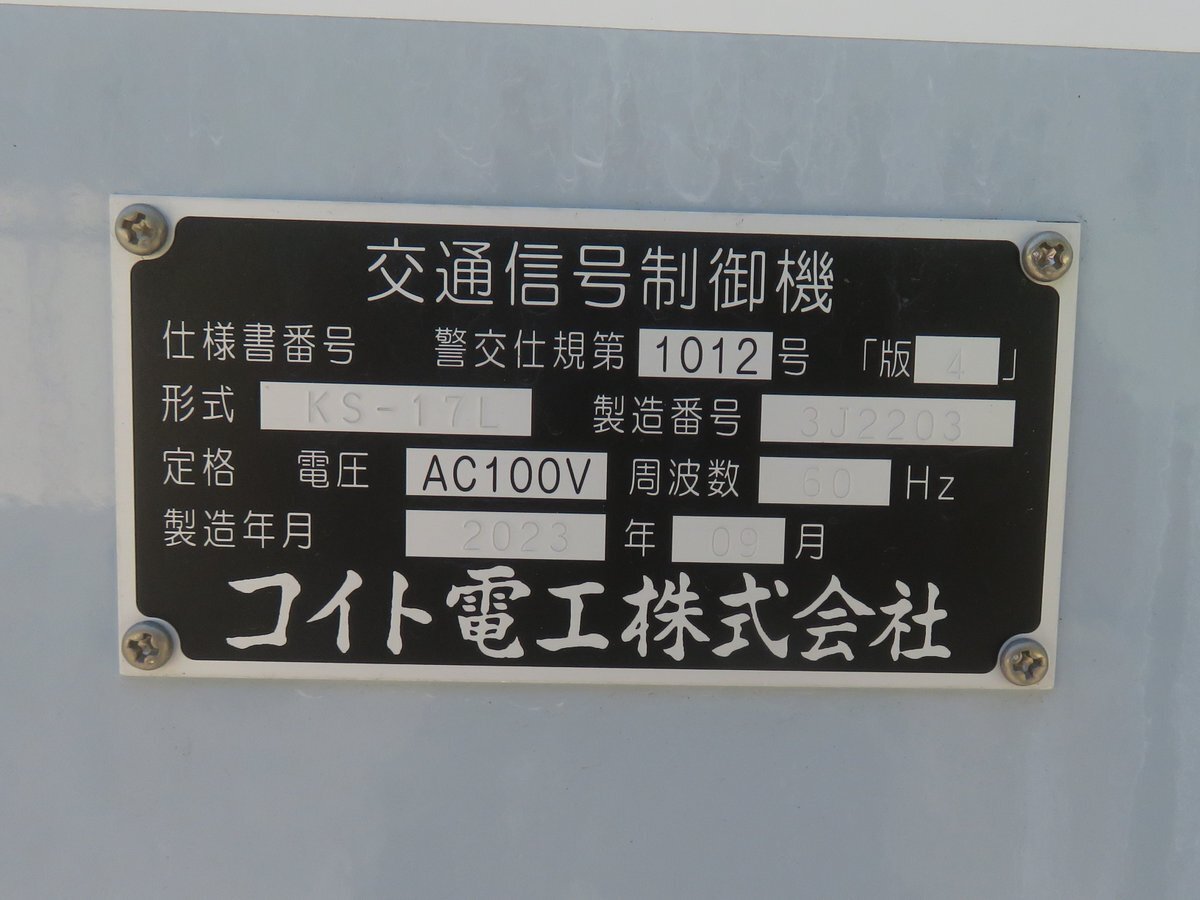 交通信号制御機
仕様書番号 警交仕規第 1012 号 「版 4 」
形式 KS-17L 製造番号 3J2203
定格 電圧 AC100V 周波数 60 Hz
製造年月 2023 年 09 月
コイト電工株式会社